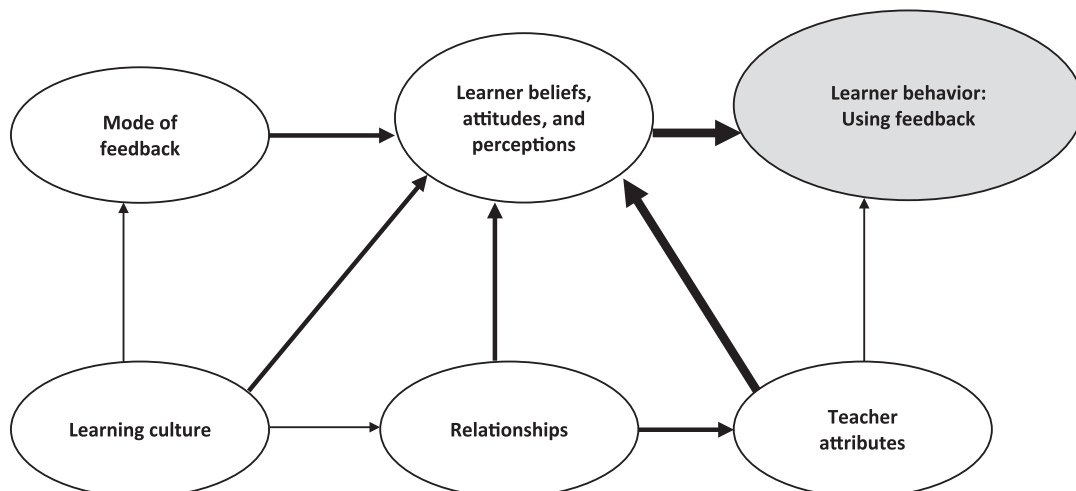 Mode of
feedback
Learner beliefs,
attitudes, and
perceptions
Learner behavior:
Using feedback
Learning culture
Relationships
Teacher
attributes